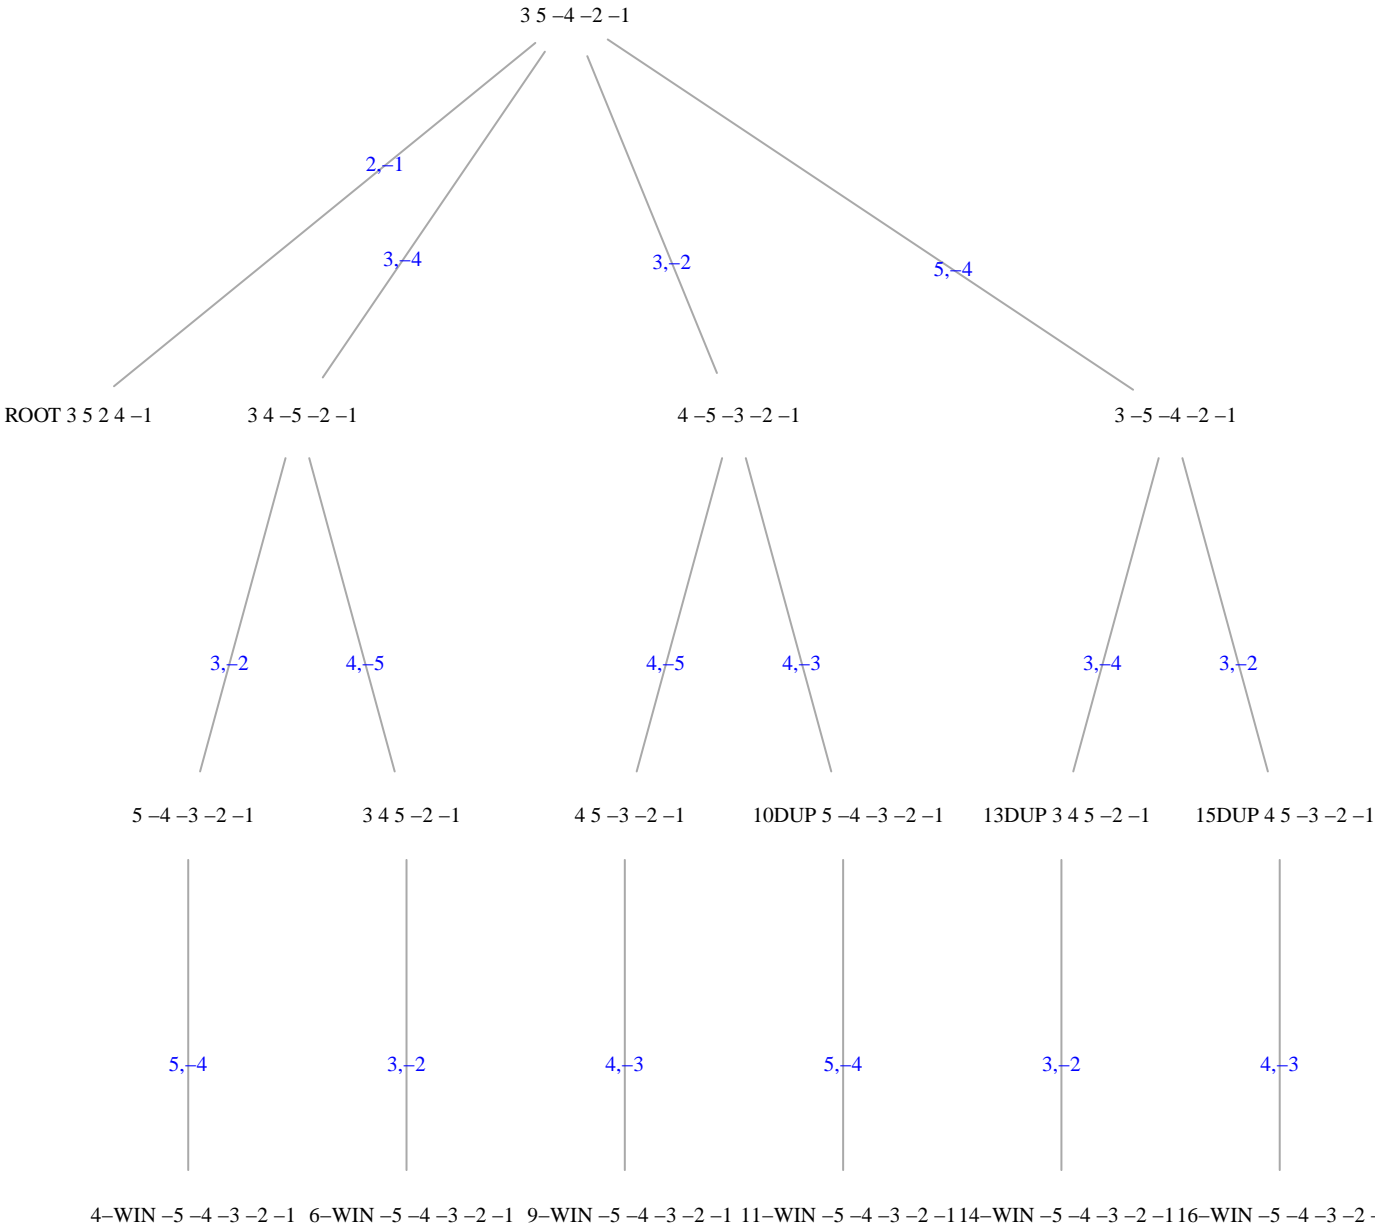 3 5 –4 –2 –1
2,–1
3,–4
3,–2
5,–4
ROOT 3 5 2 4 –1
3 4 –5 –2 –1
4 –5 –3 –2 –1
3 –5 –4 –2 –1
3,–2
4,–5
4,–5
4,–3
3,–4
3,–2
5 –4 –3 –2 –1
3 4 5 –2 –1
4 5 –3 –2 –1
10DUP 5 –4 –3 –2 –1
13DUP 3 4 5 –2 –1
15DUP 4 5 –3 –2 –1
5,–4
3,–2
4,–3
5,–4
3,–2
4,–3
4–WIN –5 –4 –3 –2 –1
6–WIN –5 –4 –3 –2 –1
9–WIN –5 –4 –3 –2 –1
11–WIN –5 –4 –3 –2 –1
14–WIN –5 –4 –3 –2 –1
16–WIN –5 –4 –3 –2 –